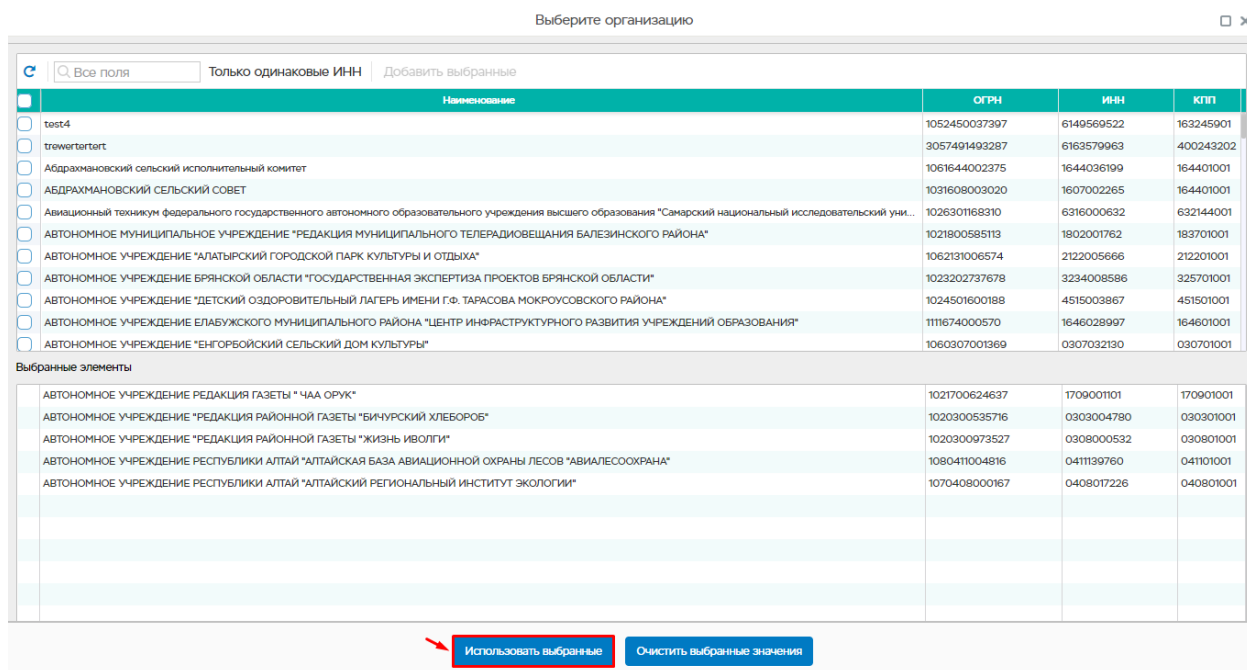 Выберите организацию
Все поля Только одинаковые ИНН Добавить выбранные
Наименование ОГРН ИНН КПП
test4 1052450037397 6149569522 163245901
trewertertert 3057491493287 6163579963 400243202
Абдрахмановский сельский исполнительный комитет 1061644002375 1644036199 164401001
АБДРАХМАНОВСКИЙ СЕЛЬСКИЙ СОВЕТ 1031608003020 1607002265 164401001
Авиационный техникум федерального государственного автономного образовательного учреждения высшего образования "Самарский национальный исследовательский уни... 1026301168310 6316000632 632144001
АВТОНОМНОЕ МУНИЦИПАЛЬНОЕ УЧРЕЖДЕНИЕ "РЕДАКЦИЯ МУНИЦИПАЛЬНОГО ТЕЛЕРАДИОВЕЩАНИЯ БАЛЕЗИНСКОГО РАЙОНА" 1021800585113 1802001762 183701001
АВТОНОМНОЕ УЧРЕЖДЕНИЕ "АЛАТЫРСКИЙ ГОРОДСКОЙ ПАРК КУЛЬТУРЫ И ОТДЫХА" 1062131006574 2122005666 212201001
АВТОНОМНОЕ УЧРЕЖДЕНИЕ БРЯНСКОЙ ОБЛАСТИ "ГОСУДАРСТВЕННАЯ ЭКСПЕРТИЗА ПРОЕКТОВ БРЯНСКОЙ ОБЛАСТИ" 1023202737678 3234008586 325701001
АВТОНОМНОЕ УЧРЕЖДЕНИЕ "ДЕТСКИЙ ОЗДОРОВИТЕЛЬНЫЙ ЛАГЕРЬ ИМЕНИ Г.Ф. ТАРАСОВА МОКРОУСОВСКОГО РАЙОНА" 1024501600188 4515003867 451501001
АВТОНОМНОЕ УЧРЕЖДЕНИЕ ЕЛАБУЖСКОГО МУНИЦИПАЛЬНОГО РАЙОНА "ЦЕНТР ИНФРАСТРУКТУРНОГО РАЗВИТИЯ УЧРЕЖДЕНИЙ ОБРАЗОВАНИЯ" 1111674000570 1646028997 164601001
АВТОНОМНОЕ УЧРЕЖДЕНИЕ "ЕНГОРБОЙСКИЙ СЕЛЬСКИЙ ДОМ КУЛЬТУРЫ" 1060307001369 0307032130 030701001
Выбранные элементы
АВТОНОМНОЕ УЧРЕЖДЕНИЕ РЕДАКЦИЯ ГАЗЕТЫ " ЧАА ОРУК" 1021700624637 1709001101 170901001
АВТОНОМНОЕ УЧРЕЖДЕНИЕ "РЕДАКЦИЯ РАЙОННОЙ ГАЗЕТЫ "БИЧУРСКИЙ ХЛЕБОРОБ" 1020300535716 0303004780 030301001
АВТОНОМНОЕ УЧРЕЖДЕНИЕ "РЕДАКЦИЯ РАЙОННОЙ ГАЗЕТЫ "ЖИЗНЬ ИВОЛГИ" 1020300973527 0308000532 030801001
АВТОНОМНОЕ УЧРЕЖДЕНИЕ РЕСПУБЛИКИ АЛТАЙ "АЛТАЙСКАЯ БАЗА АВИАЦИОННОЙ ОХРАНЫ ЛЕСОВ "АВИАЛЕСООХРАНА" 1080411004816 0411139760 041101001
АВТОНОМНОЕ УЧРЕЖДЕНИЕ РЕСПУБЛИКИ АЛТАЙ "АЛТАЙСКИЙ РЕГИОНАЛЬНЫЙ ИНСТИТУТ ЭКОЛОГИИ" 1070408000167 0408017226 040801001
Использовать выбранные Очистить выбранные значения